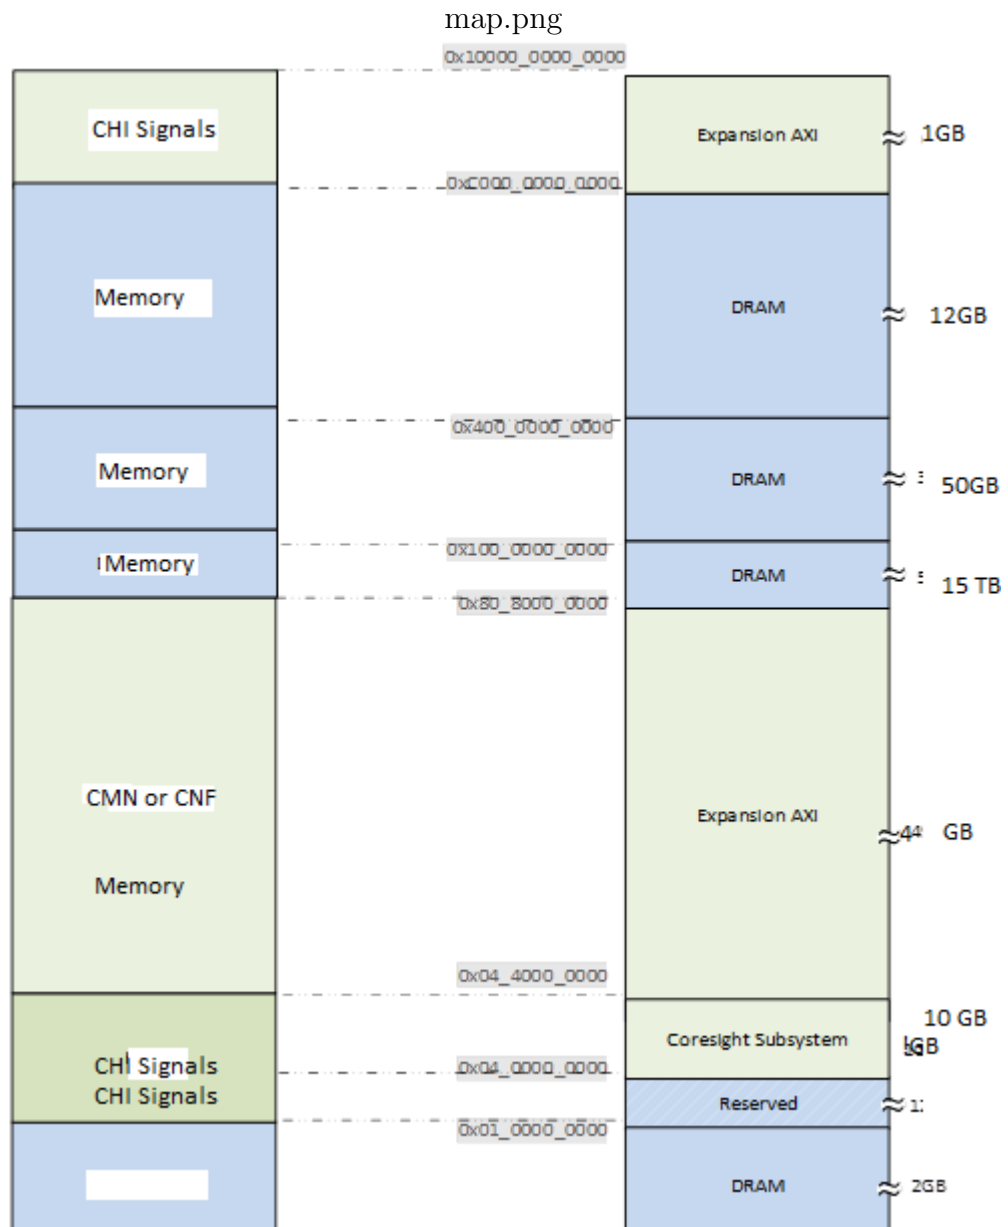 map.png
0x10000_0000_0000
CHI Signals
Expansion AXI
1GB
0xC000_0000_0000
Memory
DRAM
12GB
0x400_0000_0000
Memory
DRAM
50GB
0x100_0000_0000
Memory
DRAM
15 TB
0x80_8000_0000
CMN or CNF
Expansion AXI
GB
Memory
0x04_4000_0000
10 GB
Coresight Subsystem
GB
CHI Signals
0x04_0000_0000
CHI Signals
Reserved
0x01_0000_0000
DRAM
2GB